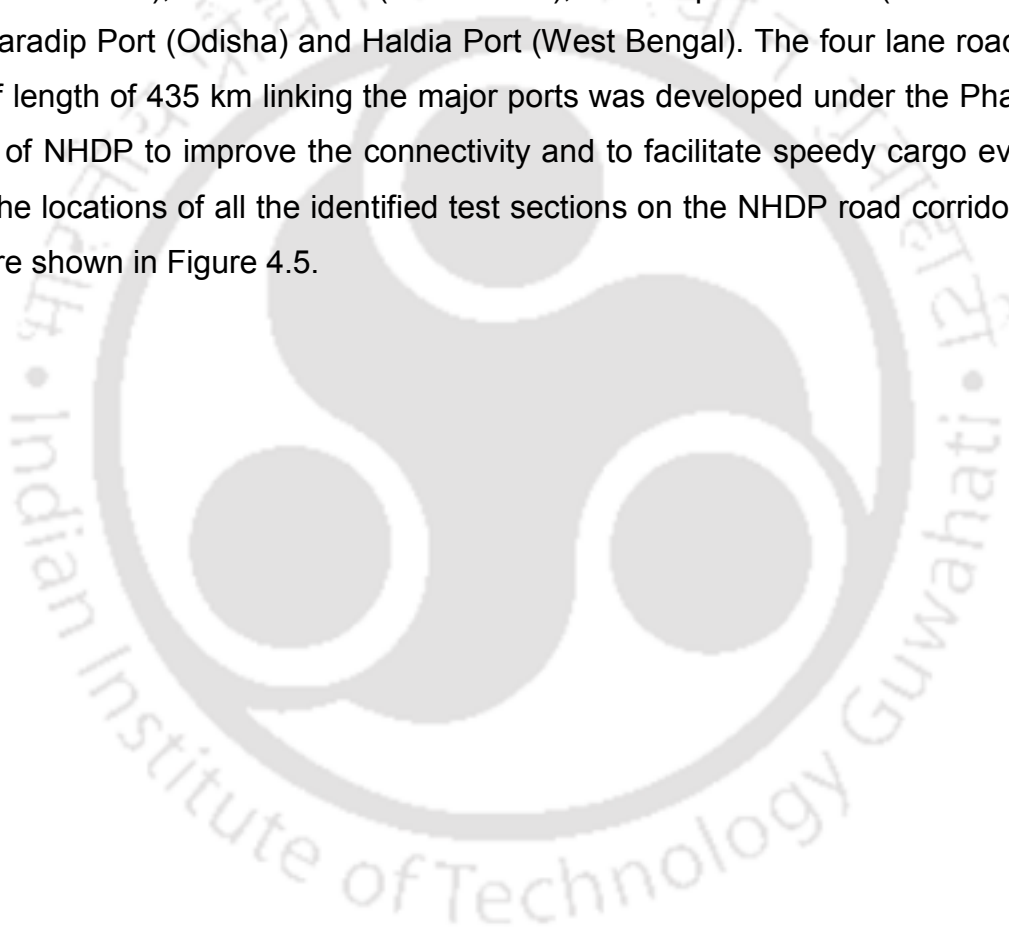 aradip Port (Odisha) and Haldia Port (West Bengal). The four lane road
f length of 435 km linking the major ports was developed under the Pha
of NHDP to improve the connectivity and to facilitate speedy cargo ev
he locations of all the identified test sections on the NHDP road corrido
re shown in Figure 4.5.
• Indian Institute of Technology Guwahati •